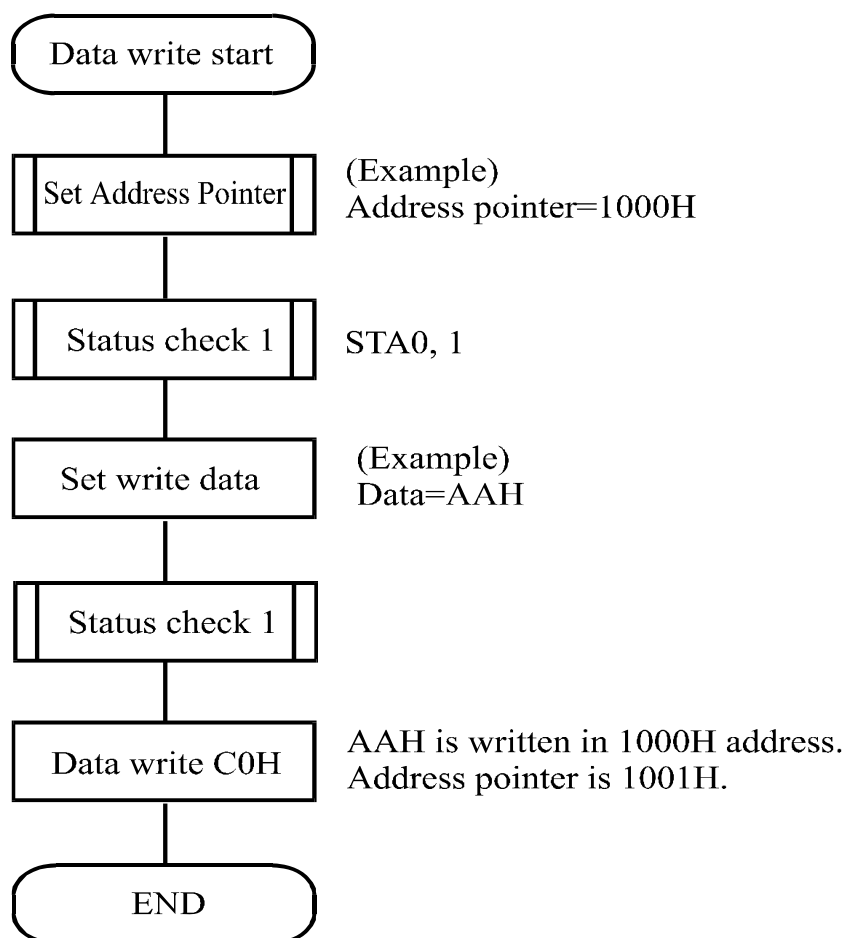 Data write start
Set Address Pointer
(Example)
Address pointer=1000H
Status check 1
STA0, 1
Set write data
(Example)
Data=AAH
Status check 1
Data write C0H
AAH is written in 1000H address.
Address pointer is 1001H.
END